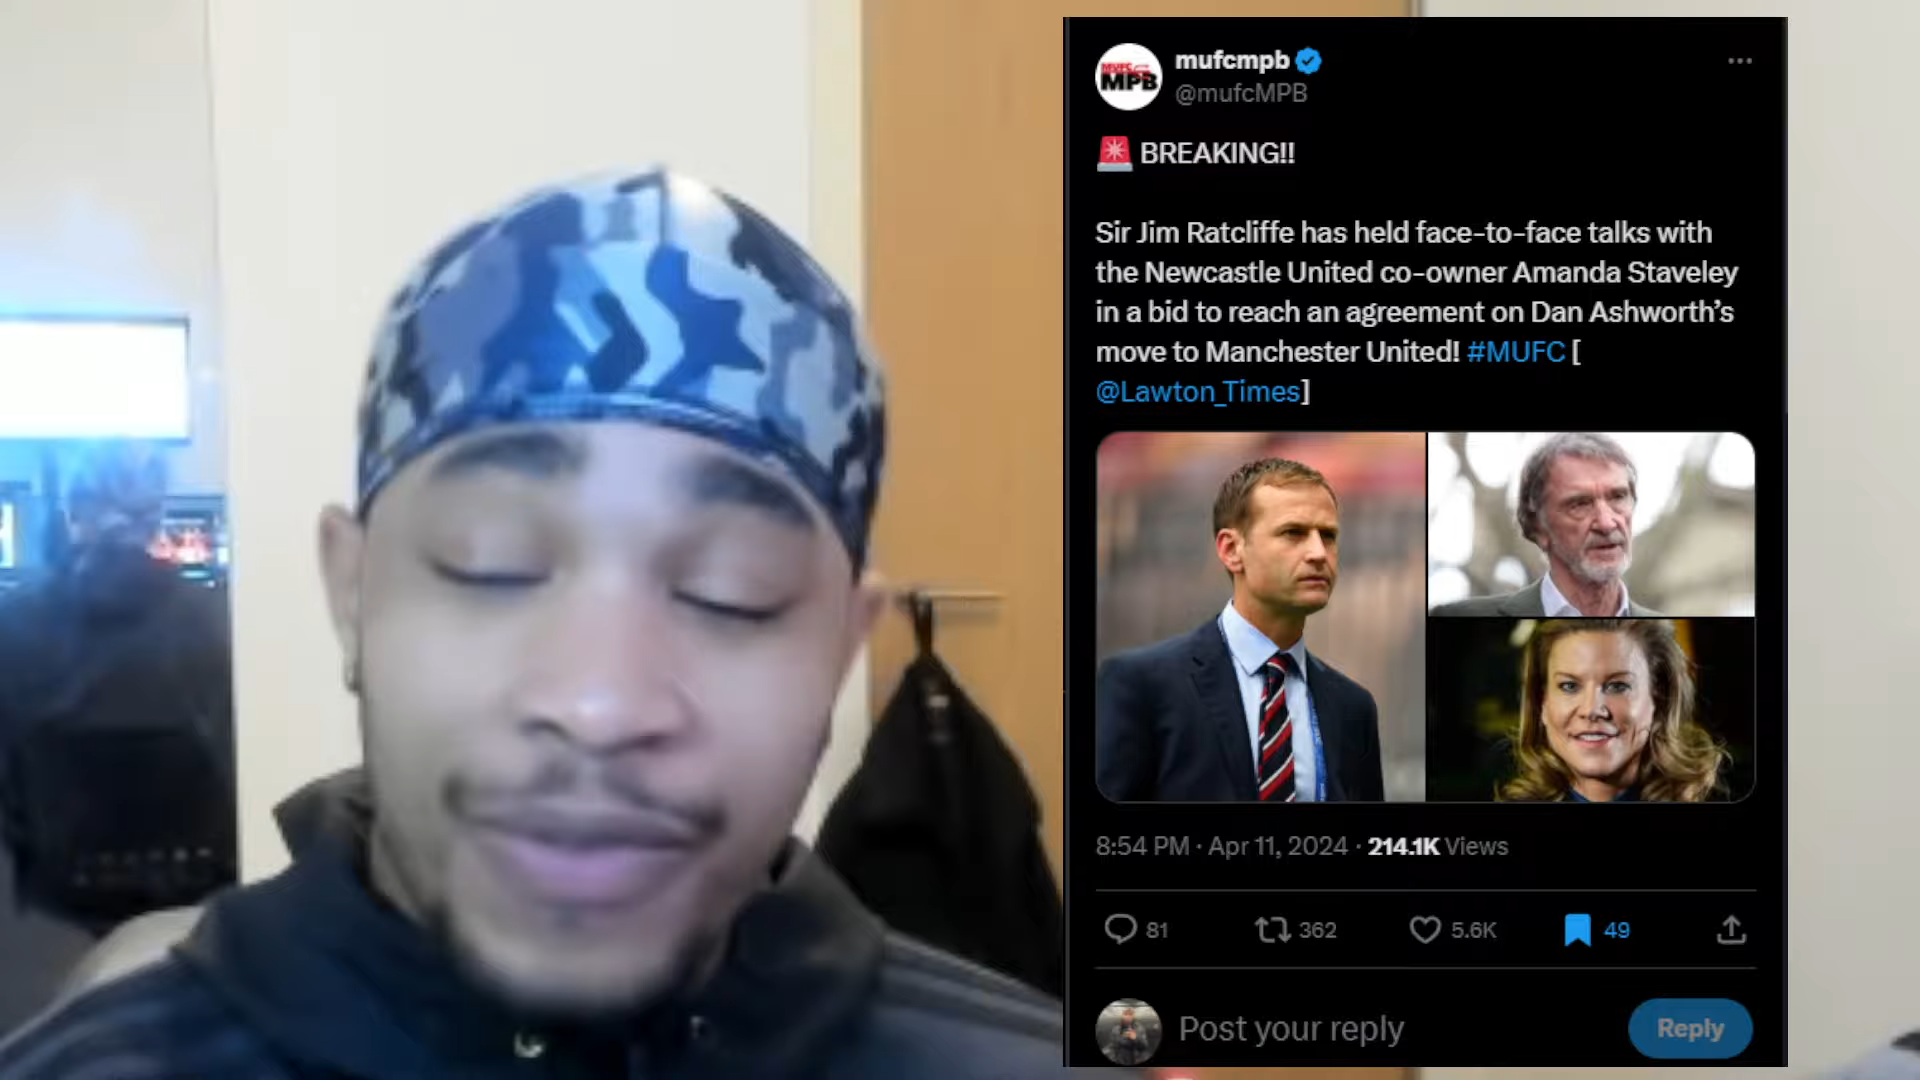 MUFC
MPB
mufcmpb
@mufcMPB
🚨 BREAKING!!
Sir Jim Ratcliffe has held face-to-face talks with
the Newcastle United co-owner Amanda Staveley
in a bid to reach an agreement on Dan Ashworth’s
move to Manchester United! #MUFC [
@Lawton_Times]
8:54 PM · Apr 11, 2024 · 214.1K Views
81 362 5.6K 49
Post your reply
Reply